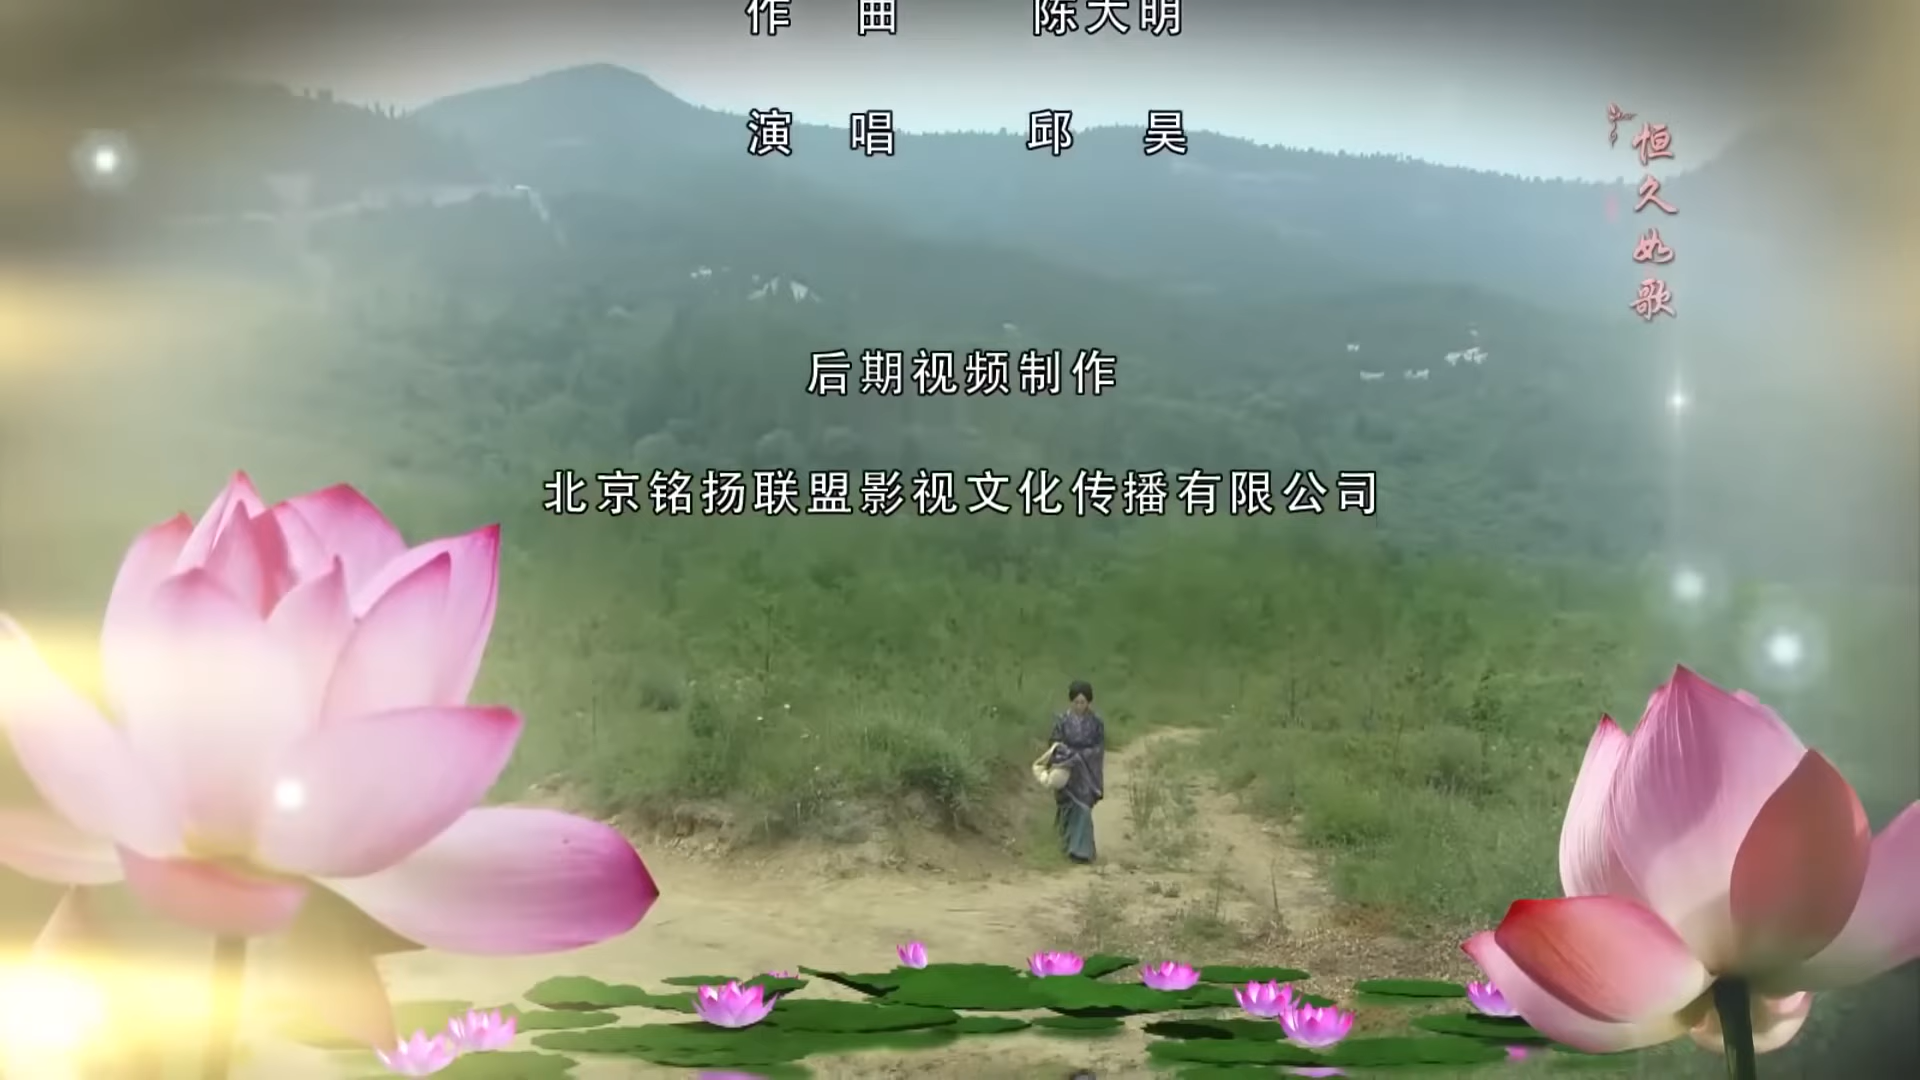 作 曲 陈大明
演 唱 邱 昊
后期视频制作
北京铭扬联盟影视文化传播有限公司
恒久如歌